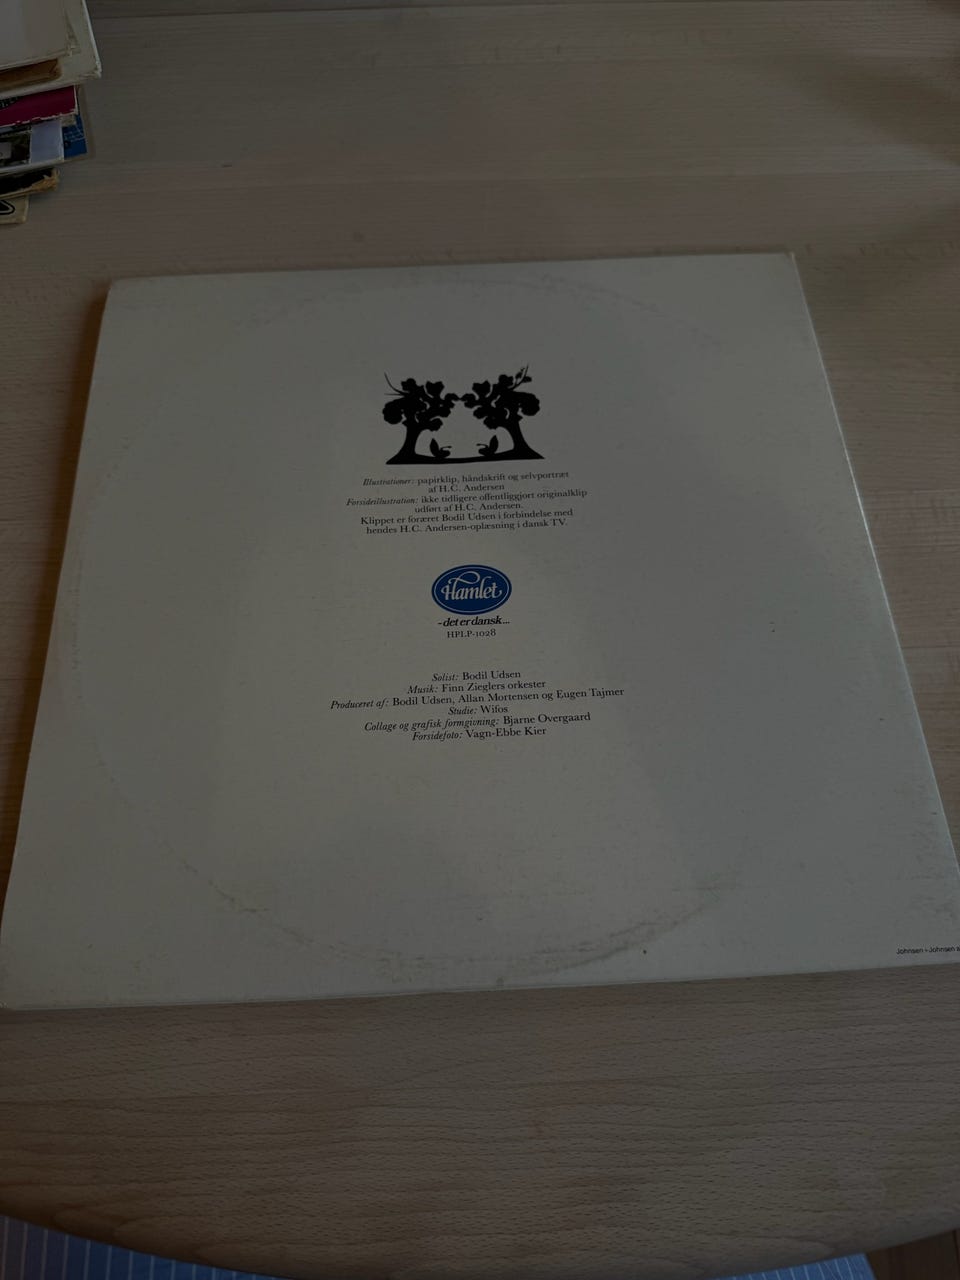 Illustrationer: papirklip, håndskrift og selvportræt
af H.C. Andersen
Forsideillustration: ikke tidligere offentliggjort originalklip
udført af H.C. Andersen.
Klippet er foræret Bodil Udsen i forbindelse med
hendes H.C. Andersen-oplæsning i dansk TV.
Hamlet
- det er dansk...
HPLP-1028
Solist: Bodil Udsen
Musik: Finn Zieglers orkester
Produceret af: Bodil Udsen, Allan Mortensen og Eugen Tajmer
Studie: Wifos
Collage og grafisk formgivning: Bjarne Overgaard
Forsidefoto: Vagn-Ebbe Kier
Johnsen+Johnsen